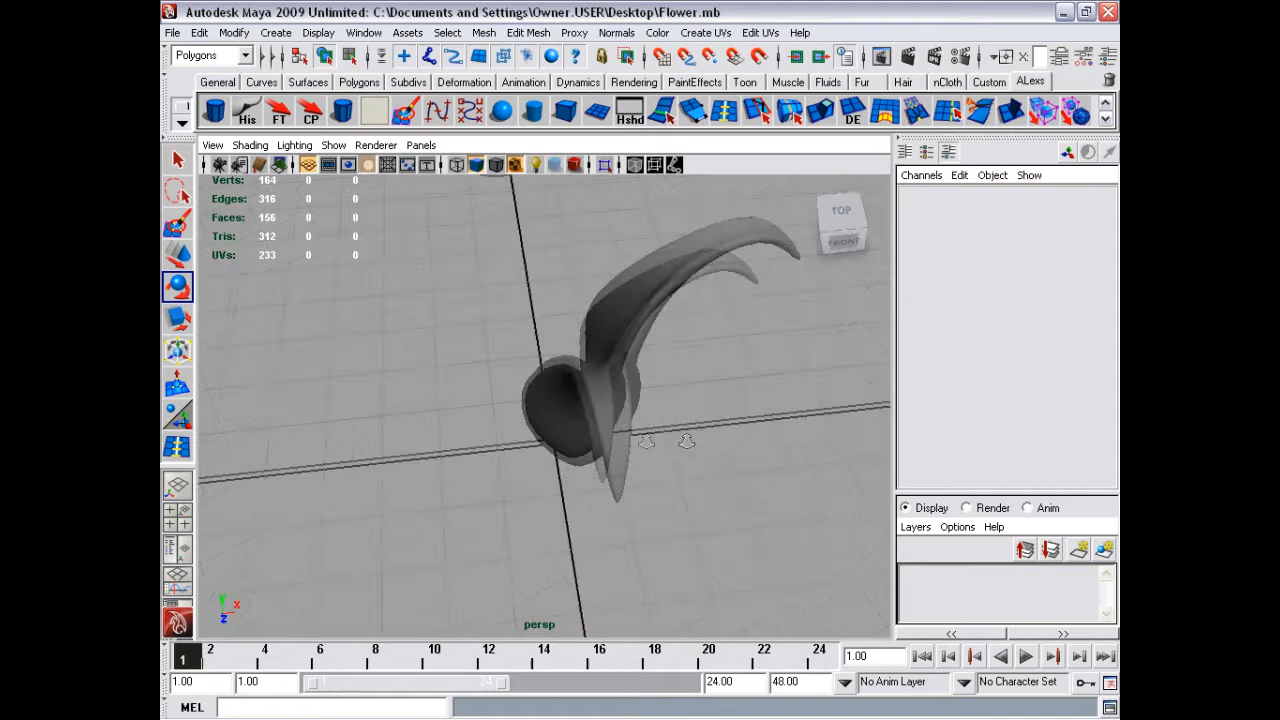 Autodesk Maya 2009 Unlimited: C:\Documents and Settings\Owner.USER\Desktop\Flower.mb
File Edit Modify Create Display Window Assets Select Mesh Edit Mesh Proxy Normals Color Create UVs Edit UVs Help
Polygons
General Curves Surfaces Polygons Subdivs Deformation Animation Dynamics Rendering PaintEffects Toon Muscle Fluids Fur Hair nCloth Custom ALexs
His FT CP Hshd DE
View Shading Lighting Show Renderer Panels
Channels Edit Object Show
Verts: 164 0 0
Edges: 316 0 0
Faces: 156 0 0
Tris: 312 0 0
UVs: 233 0 0
TOP
FRONT
Display Render Anim
Layers Options Help
y x
z
persp
<< >>
1 2 4 6 8 10 12 14 16 18 20 22 24 1.00
1.00 1.00 1 24 24.00 48.00 No Anim Layer No Character Set
MEL